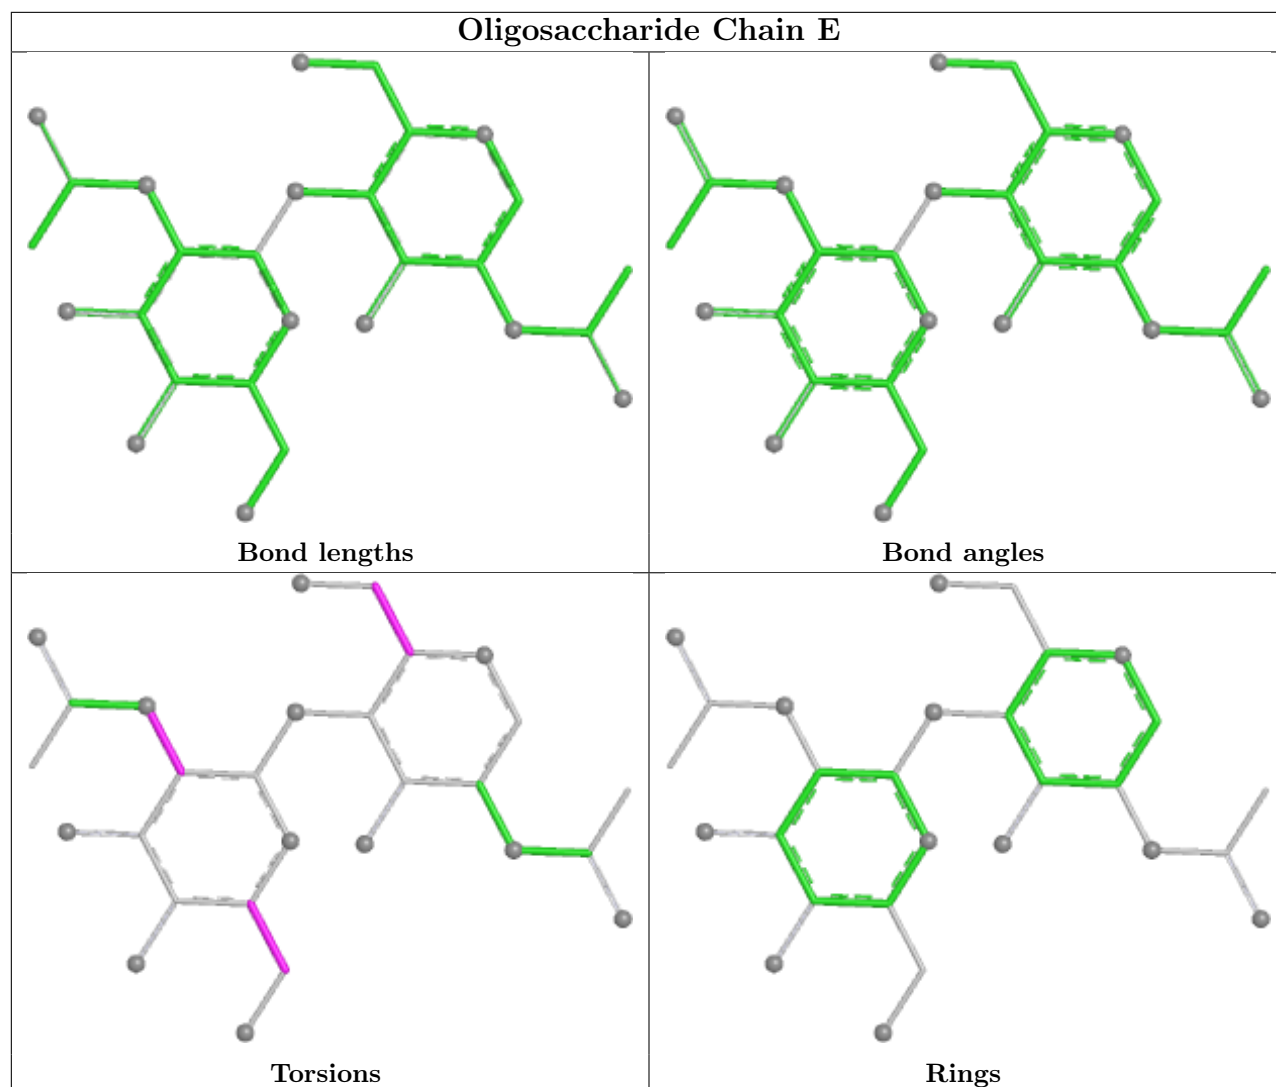 Oligosaccharide Chain E
Bond lengths
Bond angles
Torsions
Rings